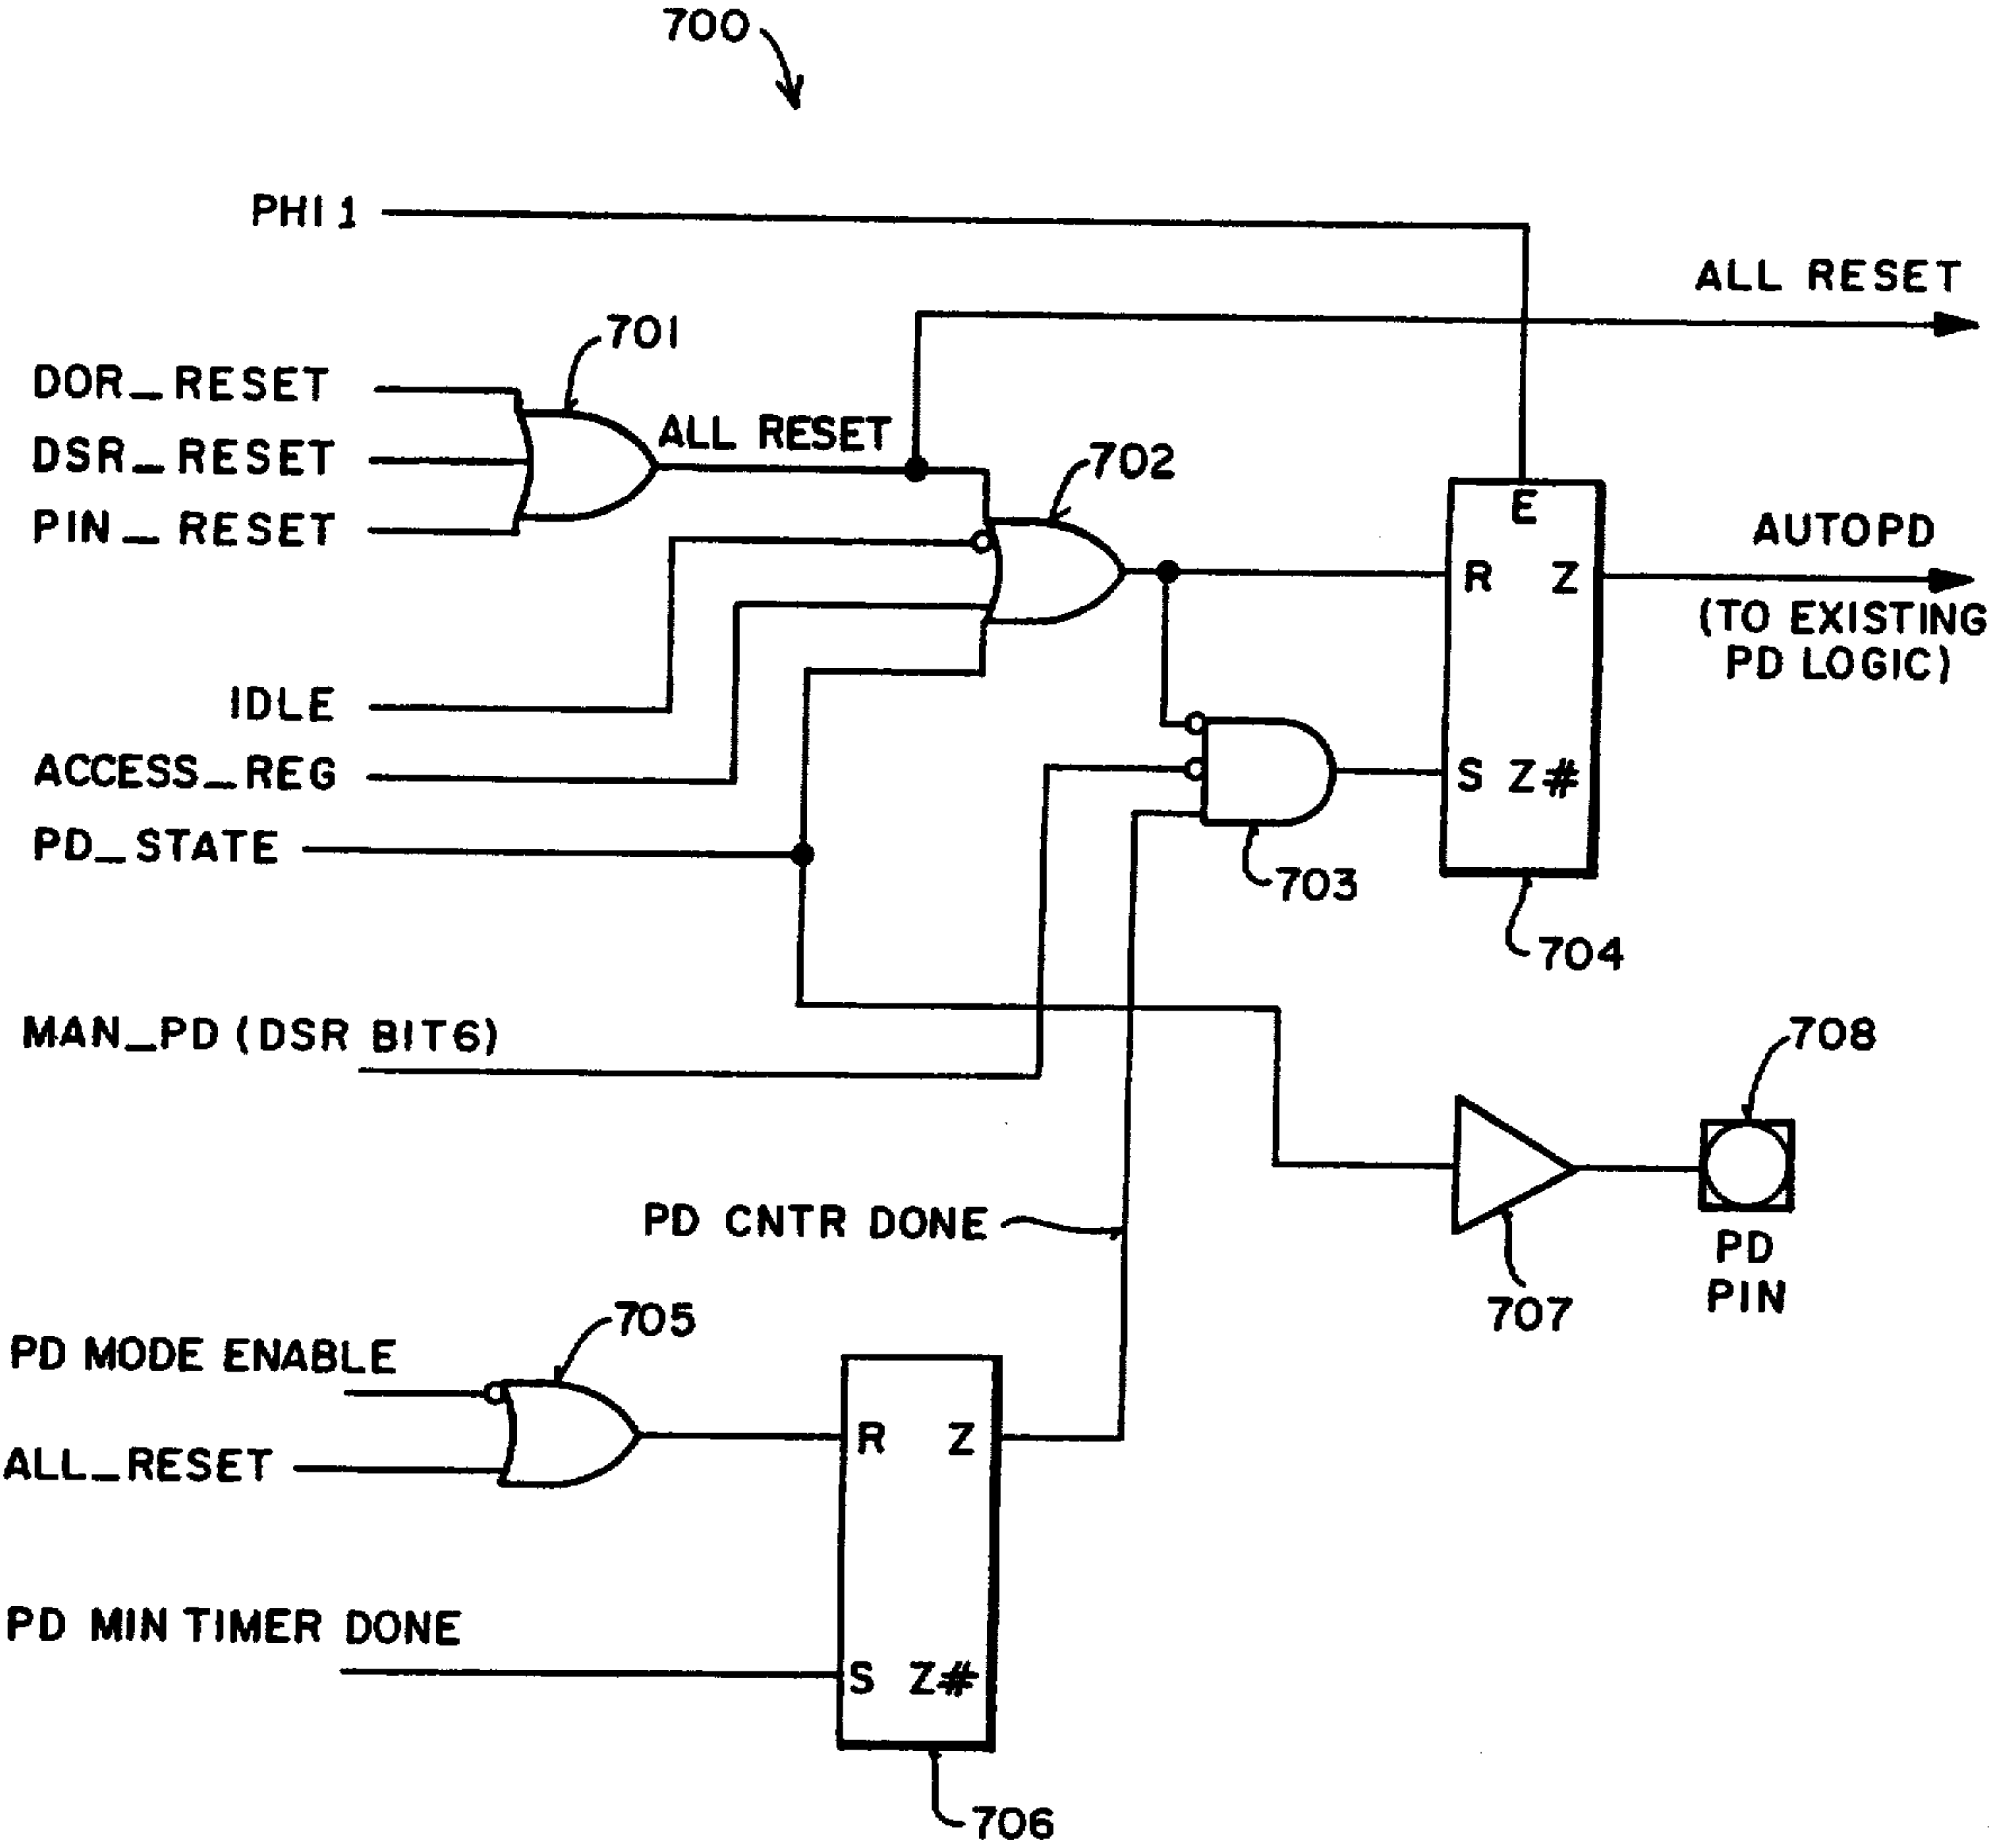 700
PHI 1
ALL RESET
701
DOR_RESET
ALL RESET
702
DSR_RESET
PIN_RESET
E
AUTOPD
R Z
(TO EXISTING
PD LOGIC)
IDLE
ACCESS_REG
S Z#
PD_STATE
703
704
MAN_PD (DSR BIT6)
708
PD CNTR DONE
PD
PIN
707
705
PD MODE ENABLE
R Z
ALL_RESET
PD MIN TIMER DONE
S Z#
706